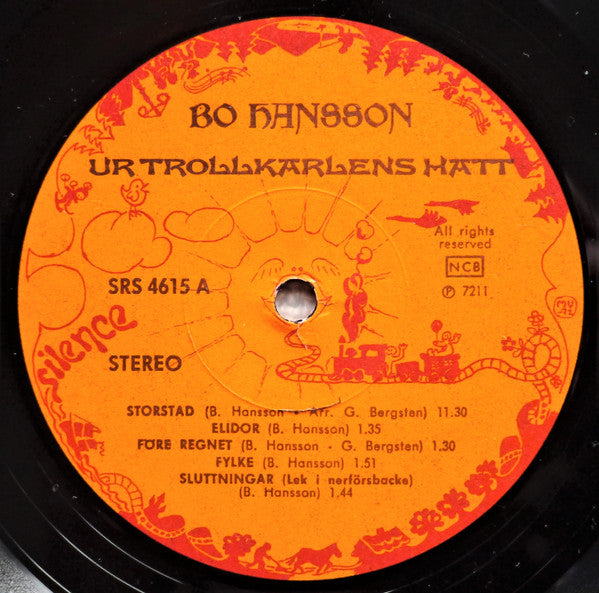 BO HANSSON
UR TROLLKARLENS HATT
All rights
reserved
NCB
℗ 7211
SRS 4615 A
silence
STEREO
STORSTAD (B. Hansson - Arr. G. Bergsten) 11.30
ELIDOR (B. Hansson) 1.35
FÖRE REGNET (B. Hansson - G. Bergsten) 1.30
FYLKE (B. Hansson) 1.51
SLUTTNINGAR (Lek i nerförsbacke)
(B. Hansson) 1.44